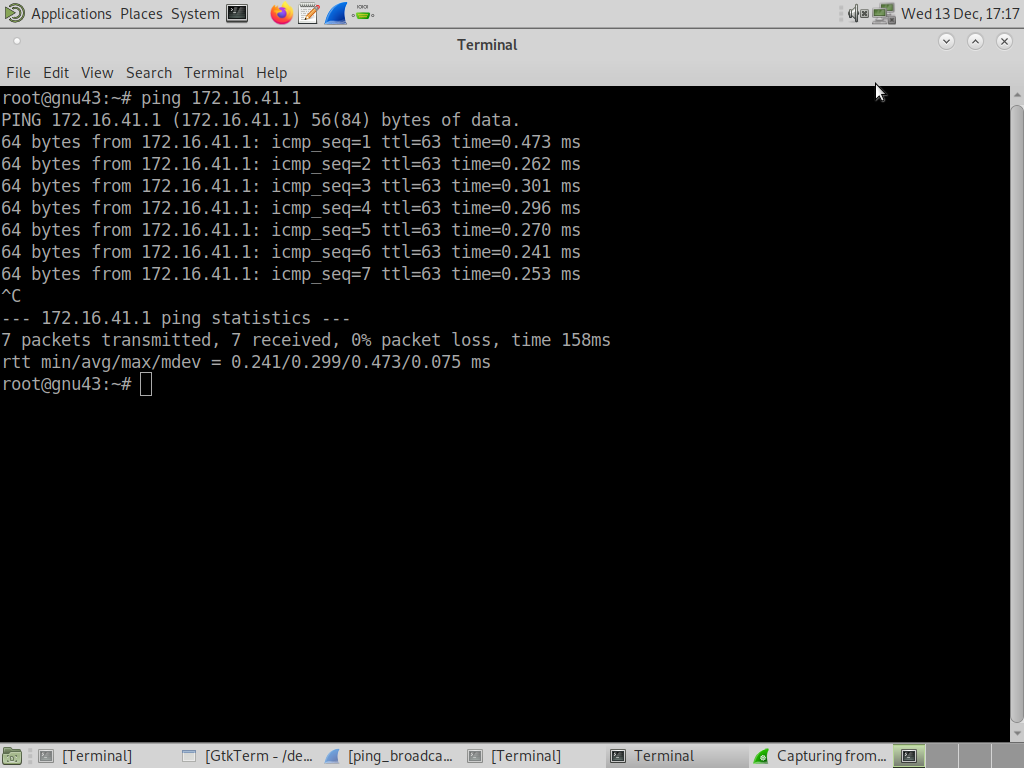 Applications Places System Wed 13 Dec, 17:17
Terminal
File Edit View Search Terminal Help
root@gnu43:~# ping 172.16.41.1
PING 172.16.41.1 (172.16.41.1) 56(84) bytes of data.
64 bytes from 172.16.41.1: icmp_seq=1 ttl=63 time=0.473 ms
64 bytes from 172.16.41.1: icmp_seq=2 ttl=63 time=0.262 ms
64 bytes from 172.16.41.1: icmp_seq=3 ttl=63 time=0.301 ms
64 bytes from 172.16.41.1: icmp_seq=4 ttl=63 time=0.296 ms
64 bytes from 172.16.41.1: icmp_seq=5 ttl=63 time=0.270 ms
64 bytes from 172.16.41.1: icmp_seq=6 ttl=63 time=0.241 ms
64 bytes from 172.16.41.1: icmp_seq=7 ttl=63 time=0.253 ms
^C
--- 172.16.41.1 ping statistics ---
7 packets transmitted, 7 received, 0% packet loss, time 158ms
rtt min/avg/max/mdev = 0.241/0.299/0.473/0.075 ms
root@gnu43:~#
[Terminal] [GtkTerm - /de... [ping_broadca... [Terminal] Terminal Capturing from...